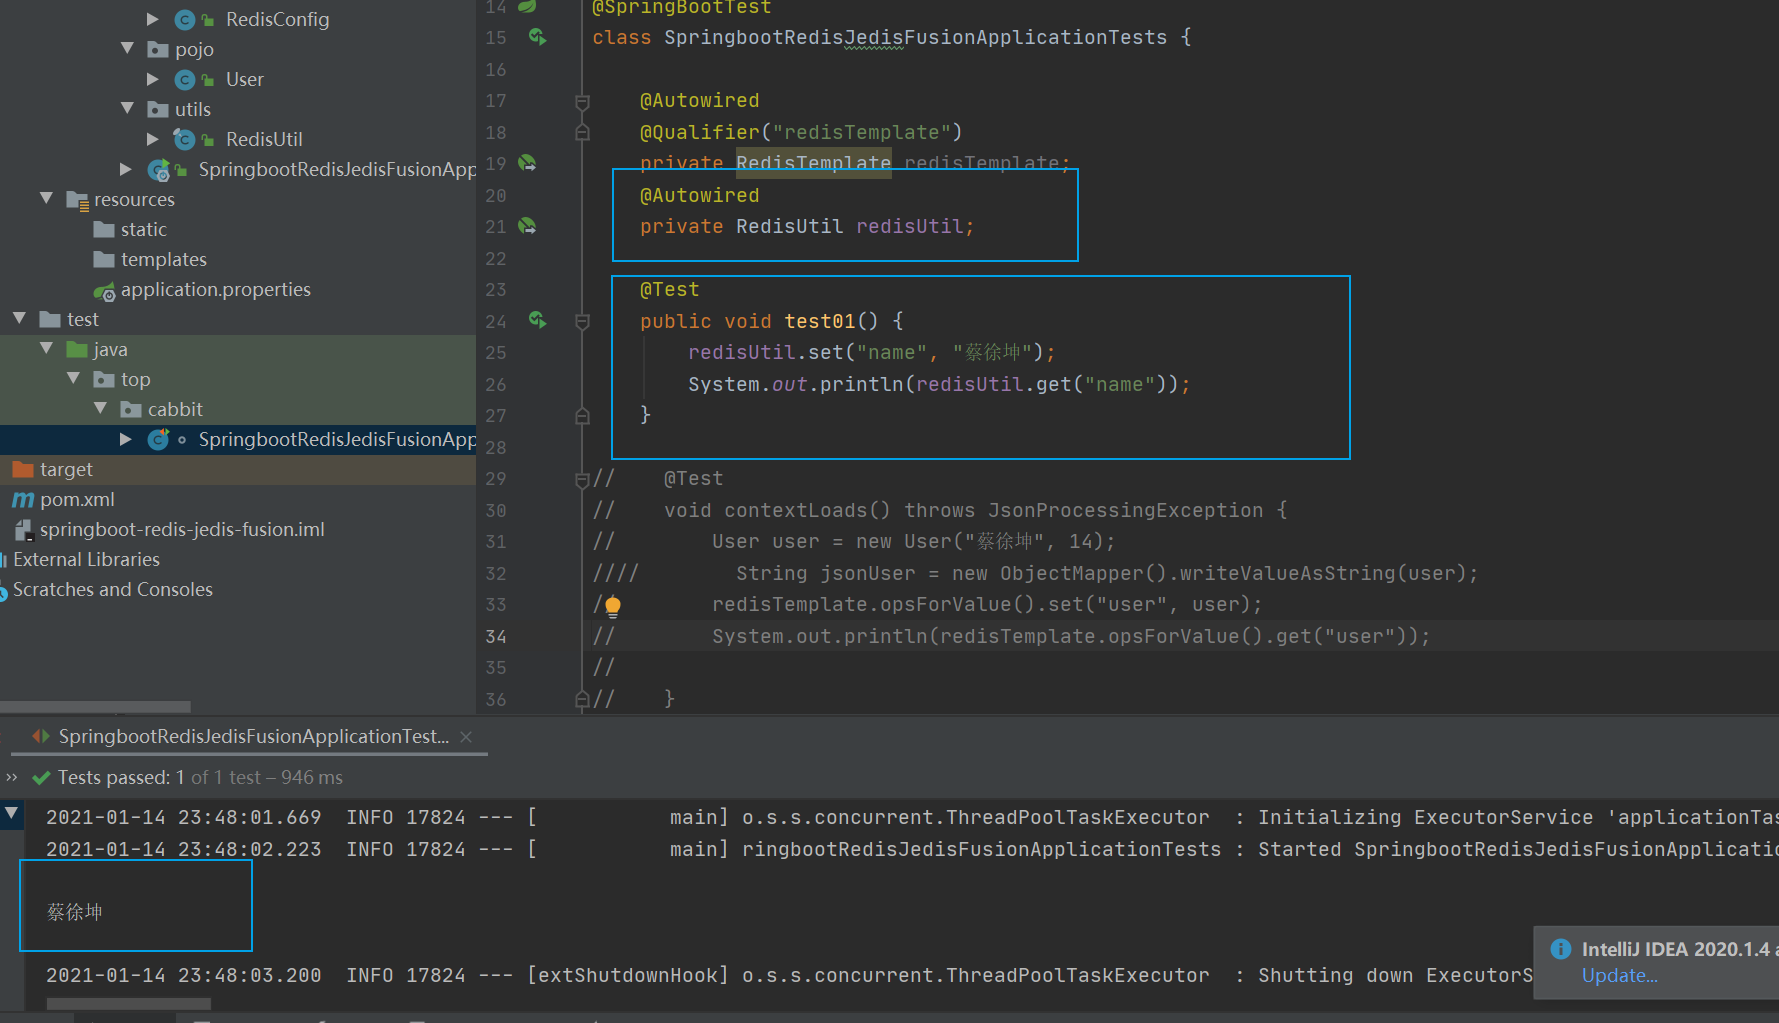 RedisConfig
pojo
User
utils
RedisUtil
SpringbootRedisJedisFusionApp
resources
static
templates
application.properties
test
java
top
cabbit
SpringbootRedisJedisFusionApp
target
pom.xml
springboot-redis-jedis-fusion.iml
External Libraries
Scratches and Consoles
14 @SpringBootTest
15 class SpringbootRedisJedisFusionApplicationTests {
16
17 @Autowired
18 @Qualifier("redisTemplate")
19 private RedisTemplate redisTemplate;
20 @Autowired
21 private RedisUtil redisUtil;
22
23 @Test
24 public void test01() {
25 redisUtil.set("name", "蔡徐坤");
26 System.out.println(redisUtil.get("name"));
27 }
28
29 // @Test
30 // void contextLoads() throws JsonProcessingException {
31 // User user = new User("蔡徐坤", 14);
32 //// String jsonUser = new ObjectMapper().writeValueAsString(user);
33 / redisTemplate.opsForValue().set("user", user);
34 // System.out.println(redisTemplate.opsForValue().get("user"));
35 //
36 // }
SpringbootRedisJedisFusionApplicationTest...
Tests passed: 1 of 1 test – 946 ms
2021-01-14 23:48:01.669 INFO 17824 --- [ main] o.s.s.concurrent.ThreadPoolTaskExecutor : Initializing ExecutorService 'applicationTas
2021-01-14 23:48:02.223 INFO 17824 --- [ main] ringbootRedisJedisFusionApplicationTests : Started SpringbootRedisJedisFusionApplicatio
蔡徐坤
2021-01-14 23:48:03.200 INFO 17824 --- [extShutdownHook] o.s.s.concurrent.ThreadPoolTaskExecutor : Shutting down ExecutorS
IntelliJ IDEA 2020.1.4 a
Update...